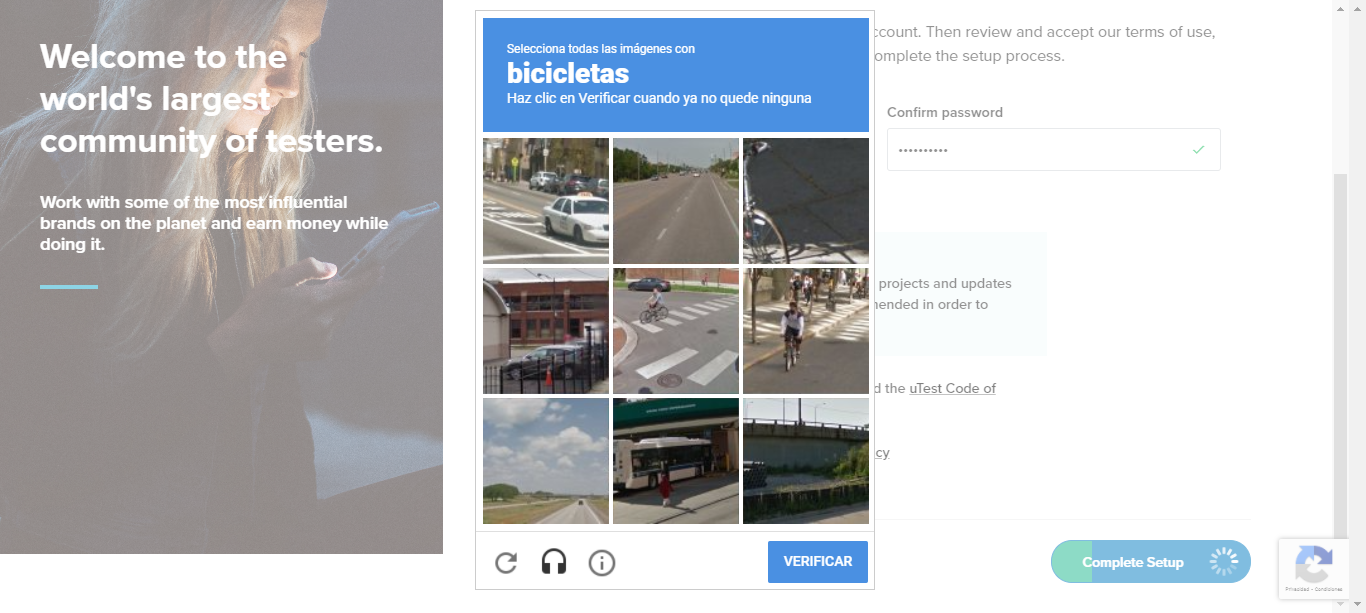 Welcome to the
world's largest
community of testers.
Work with some of the most influential
brands on the planet and earn money while
doing it.
Selecciona todas las imágenes con
bicicletas
Haz clic en Verificar cuando ya no quede ninguna
VERIFICAR
ccount. Then review and accept our terms of use,
omplete the setup process.
Confirm password
••••••••••
projects and updates
nended in order to
d the uTest Code of
cy
Complete Setup
Privacidad - Condiciones